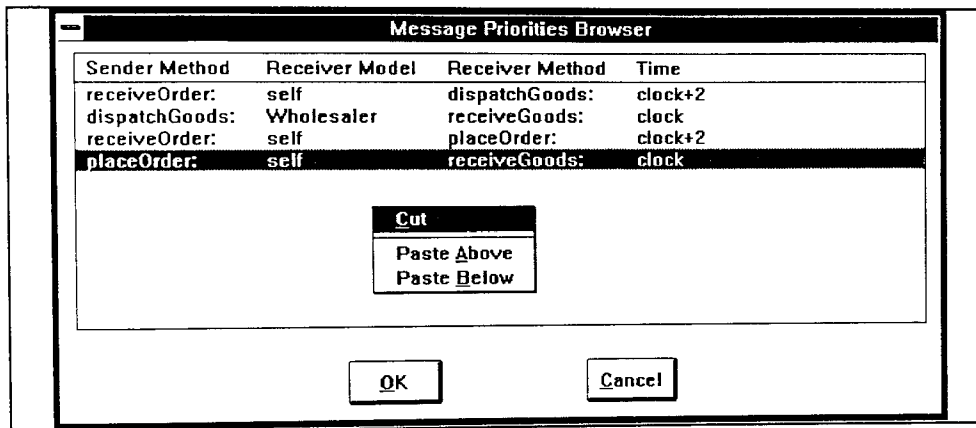 Message Priorities Browser
Sender Method Receiver Model Receiver Method Time
receiveOrder: self dispatchGoods: clock+2
dispatchGoods: Wholesaler receiveGoods: clock
receiveOrder: self placeOrder: clock+2
placeOrder: self receiveGoods: clock
Cut
Paste Above
Paste Below
OK Cancel